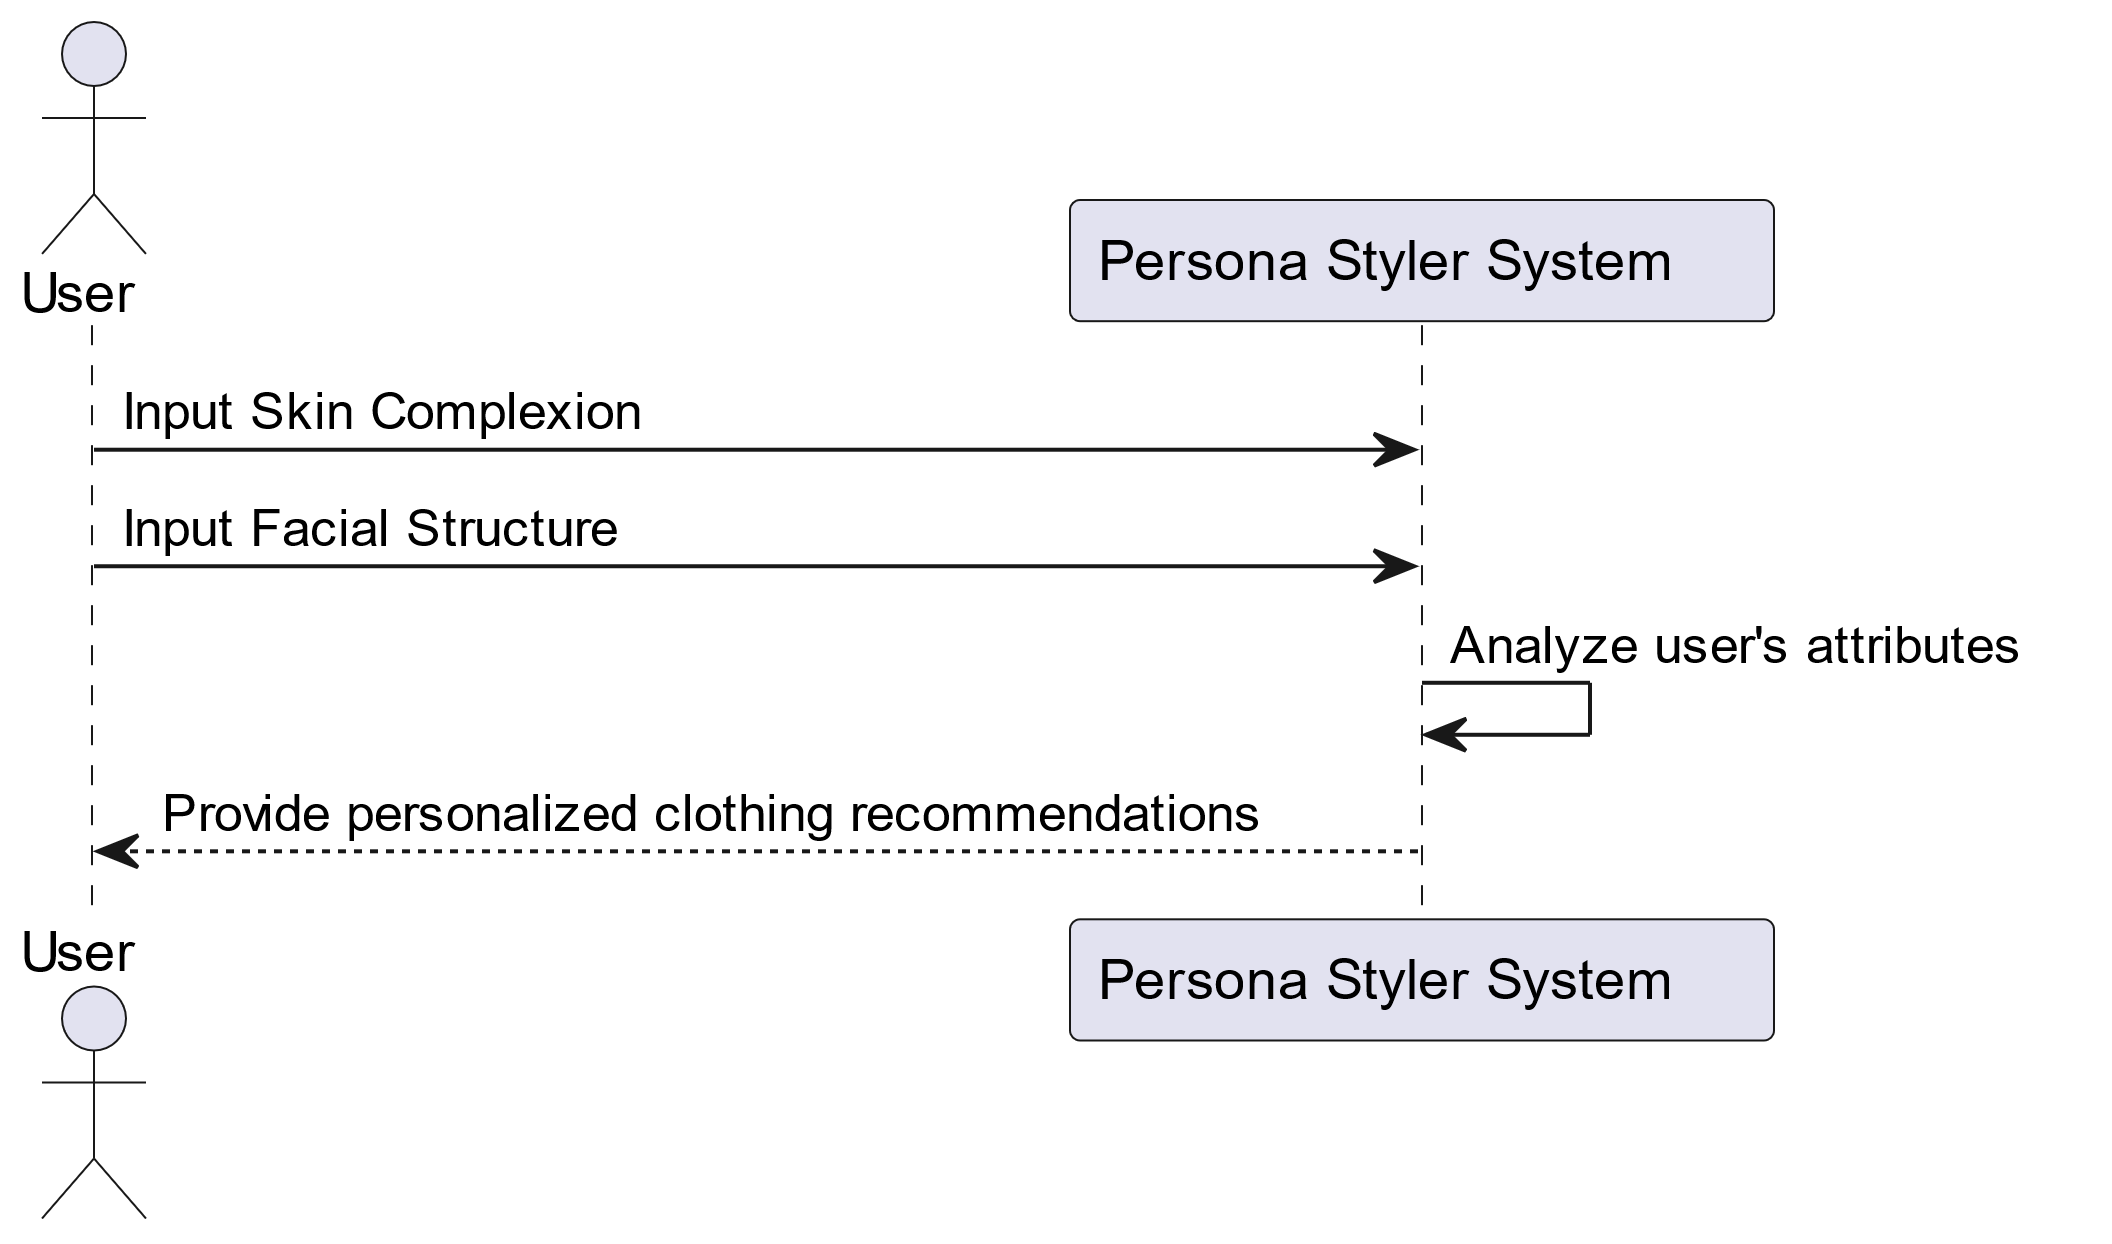 User
Persona Styler System
Input Skin Complexion
Input Facial Structure
Analyze user's attributes
Provide personalized clothing recommendations
User
Persona Styler System